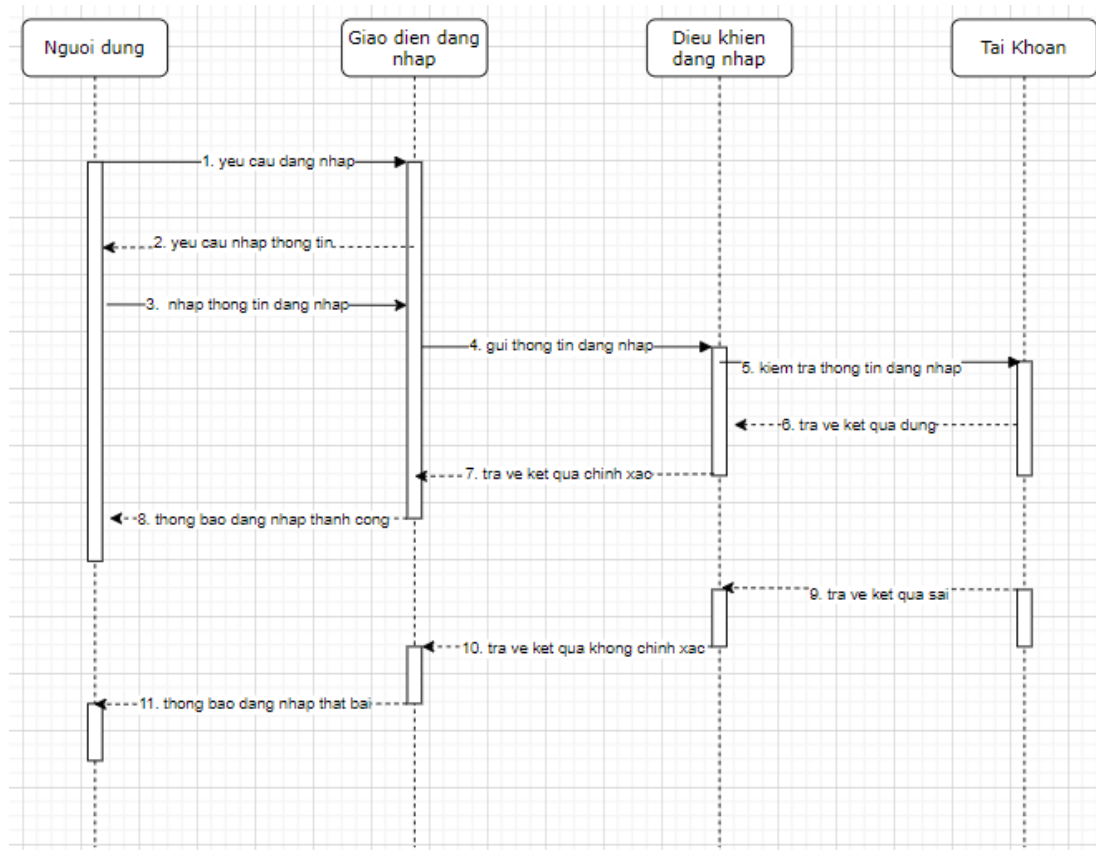 Nguoi dung
Giao dien dang
nhap
Dieu khien
dang nhap
Tai Khoan
1. yeu cau dang nhap
2. yeu cau nhap thong tin
3. nhap thong tin dang nhap
4. gui thong tin dang nhap
5. kiem tra thong tin dang nhap
6. tra ve ket qua dung
7. tra ve ket qua chinh xac
8. thong bao dang nhap thanh cong
9. tra ve ket qua sai
10. tra ve ket qua khong chinh xac
11. thong bao dang nhap that bai